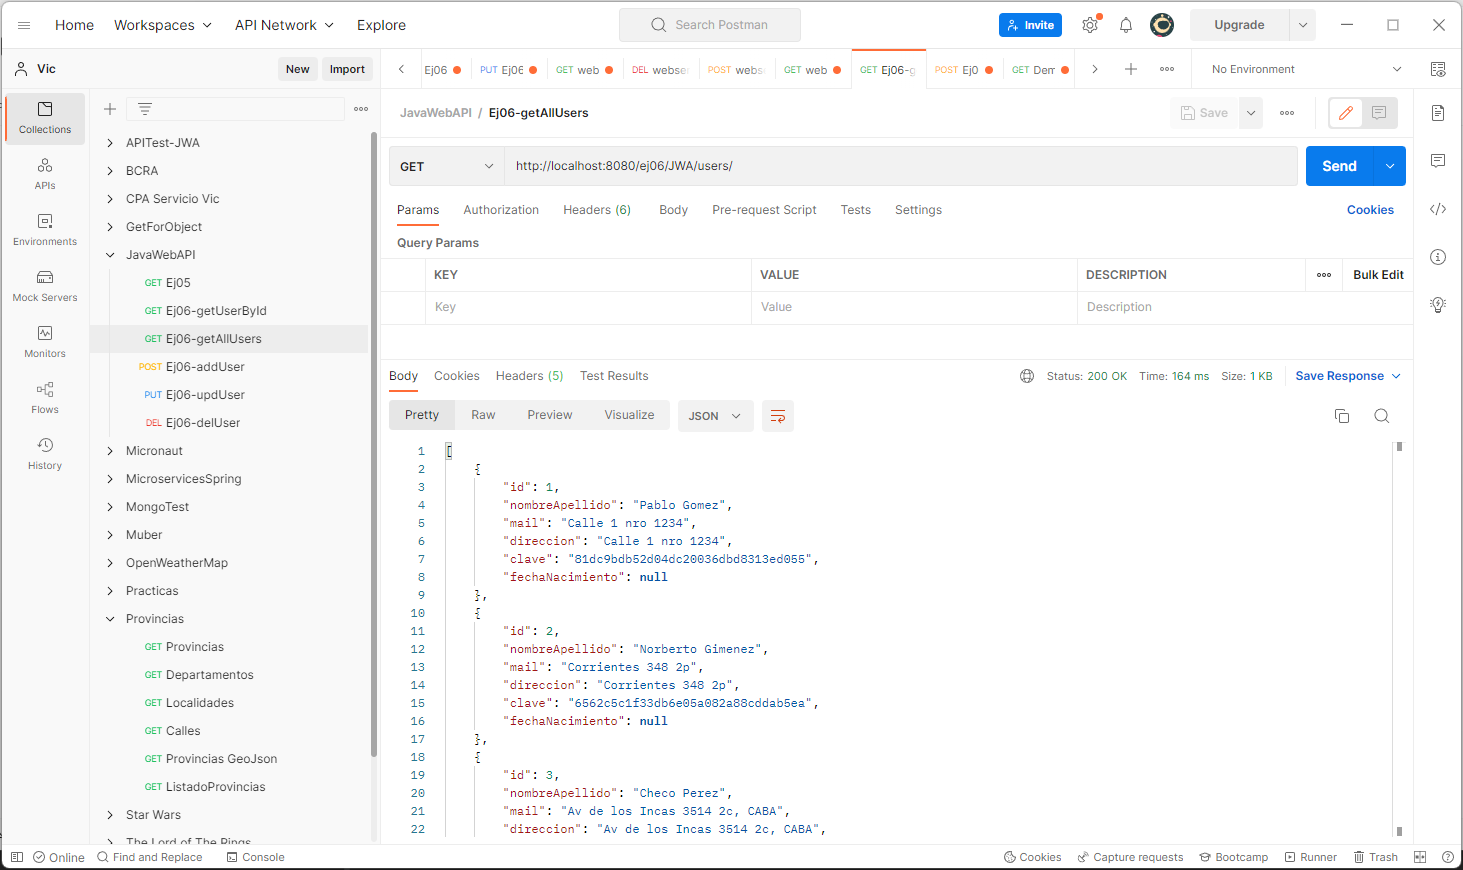 Home Workspaces API Network Explore Search Postman Invite Upgrade
Vic New Import Ej06 PUT Ej06 GET web DEL webse POST webs GET web GET Ej06-g POST Ej0 GET Dem No Environment
JavaWebAPI / Ej06-getAllUsers Save
GET http://localhost:8080/ej06/JWA/users/ Send
Params Authorization Headers (6) Body Pre-request Script Tests Settings Cookies
Query Params
KEY VALUE DESCRIPTION Bulk Edit
Key Value Description
Body Cookies Headers (5) Test Results Status: 200 OK Time: 164 ms Size: 1 KB Save Response
Pretty Raw Preview Visualize JSON
1 [
2 {
3 "id": 1,
4 "nombreApellido": "Pablo Gomez",
5 "mail": "Calle 1 nro 1234",
6 "direccion": "Calle 1 nro 1234",
7 "clave": "81dc9bdb52d04dc20036dbd8313ed055",
8 "fechaNacimiento": null
9 },
10 {
11 "id": 2,
12 "nombreApellido": "Norberto Gimenez",
13 "mail": "Corrientes 348 2p",
14 "direccion": "Corrientes 348 2p",
15 "clave": "6562c5c1f33db6e05a082a88cddab5ea",
16 "fechaNacimiento": null
17 },
18 {
19 "id": 3,
20 "nombreApellido": "Checo Perez",
21 "mail": "Av de los Incas 3514 2c, CABA",
22 "direccion": "Av de los Incas 3514 2c, CABA",
Collections
APIs
Environments
Mock Servers
Monitors
Flows
History
APITest-JWA
BCRA
CPA Servicio Vic
GetForObject
JavaWebAPI
GET Ej05
GET Ej06-getUserById
GET Ej06-getAllUsers
POST Ej06-addUser
PUT Ej06-updUser
DEL Ej06-delUser
Micronaut
MicroservicesSpring
MongoTest
Muber
OpenWeatherMap
Practicas
Provincias
GET Provincias
GET Departamentos
GET Localidades
GET Calles
GET Provincias GeoJson
GET ListadoProvincias
Star Wars
The Lord of The Rings
Online Find and Replace Console Cookies Capture requests Bootcamp Runner Trash